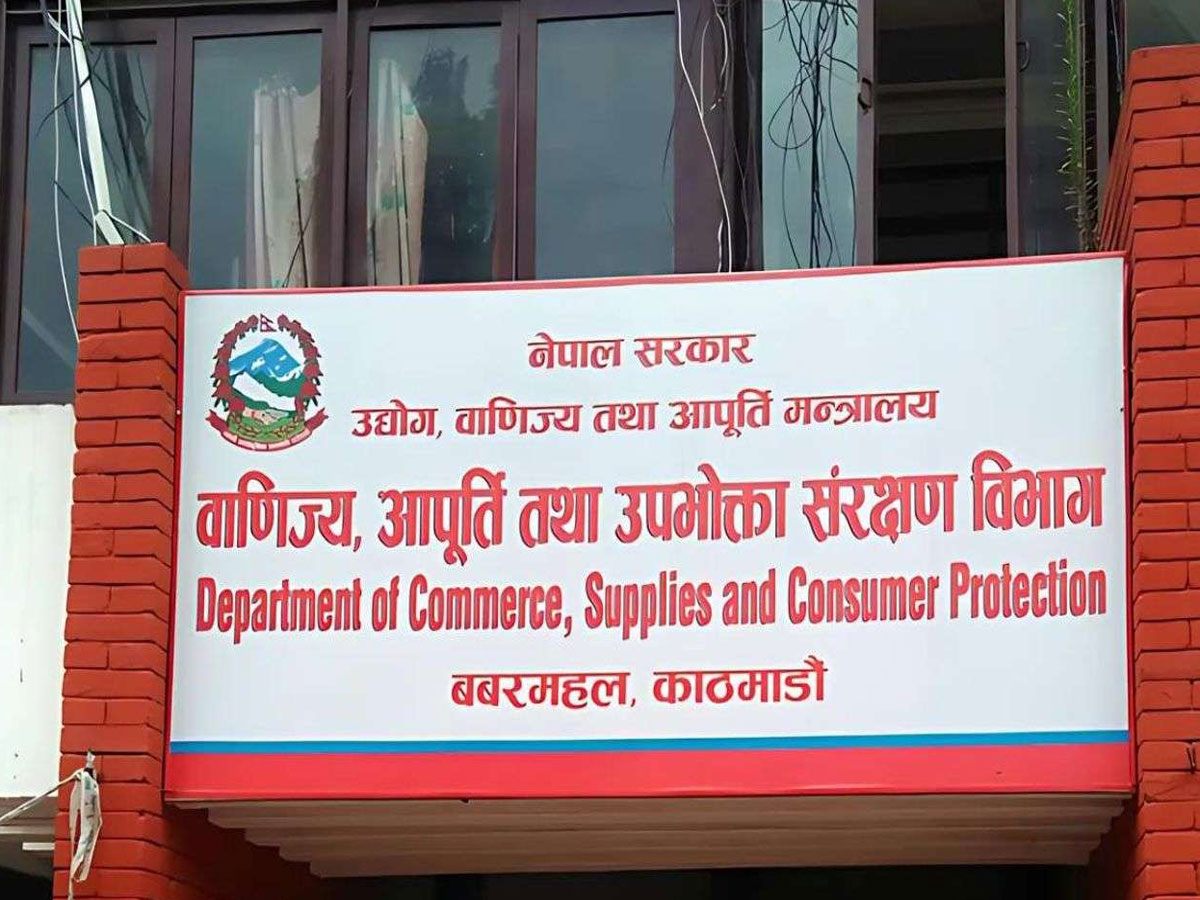 नेपाल सरकार
उद्योग, वाणिज्य तथा आपूर्ति मन्त्रालय
वाणिज्य, आपूर्ति तथा उपभोक्ता संरक्षण विभाग
Department of Commerce, Supplies and Consumer Protection
बबरमहल, काठमाडौं